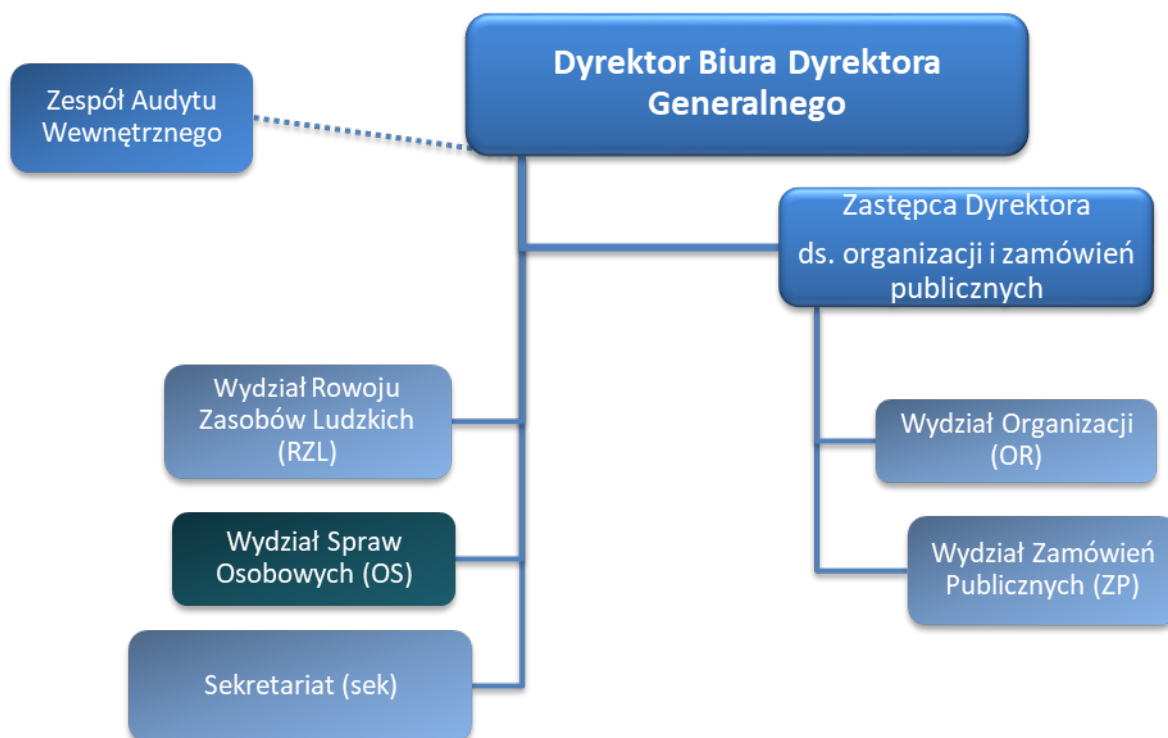 Dyrektor Biura Dyrektora
Generalnego
Zespół Audytu
Wewnętrznego
Zastępca Dyrektora
ds. organizacji i zamówień
publicznych
Wydział Rowoju
Zasobów Ludzkich
(RZL)
Wydział Organizacji
(OR)
Wydział Spraw
Osobowych (OS)
Wydział Zamówień
Publicznych (ZP)
Sekretariat (sek)